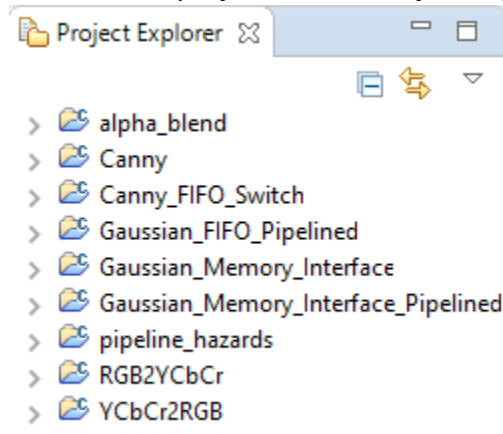 Project Explorer
alpha_blend
Canny
Canny_FIFO_Switch
Gaussian_FIFO_Pipelined
Gaussian_Memory_Interface
Gaussian_Memory_Interface_Pipelined
pipeline_hazards
RGB2YCbCr
YCbCr2RGB